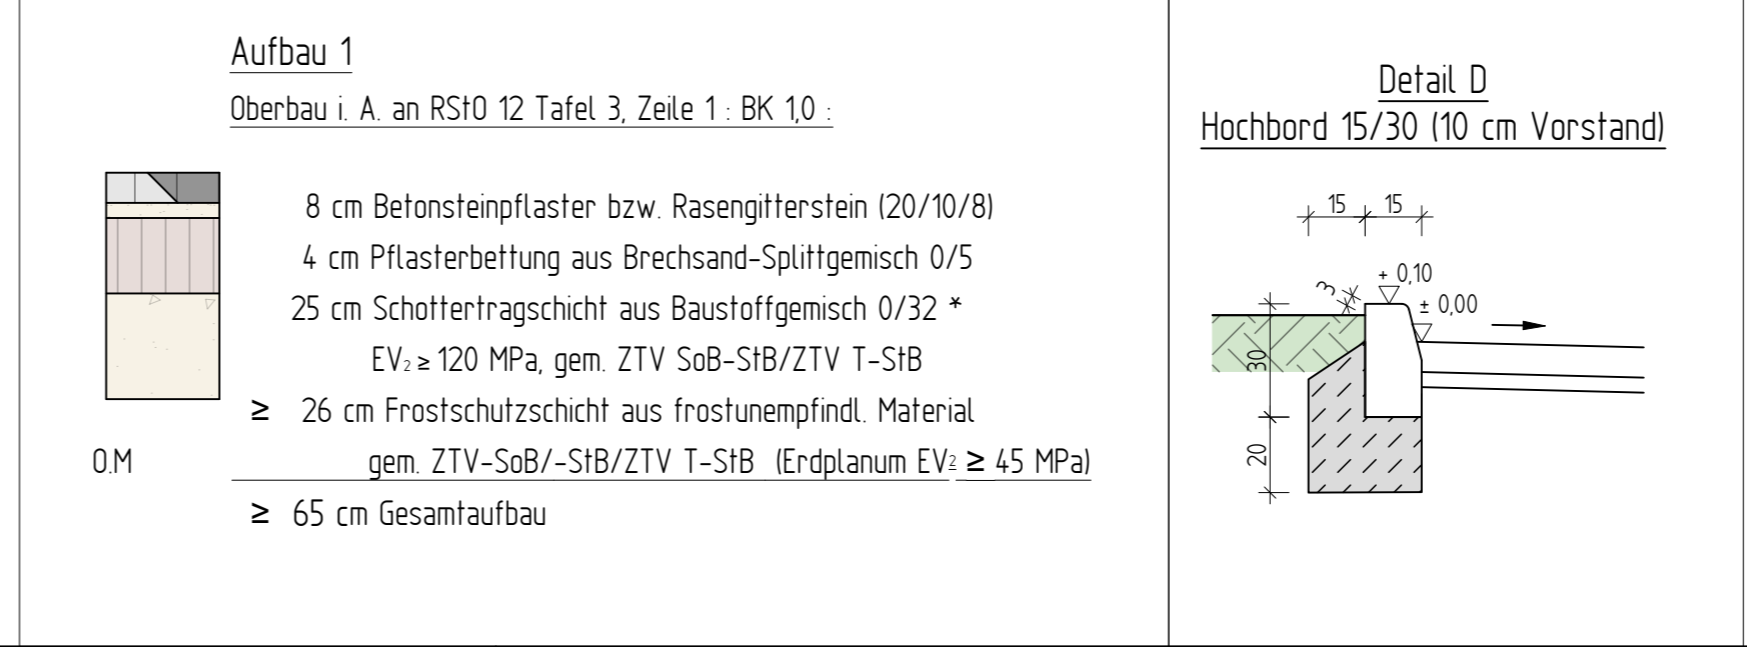 Aufbau 1
Oberbau i. A. an RStO 12 Tafel 3, Zeile 1 : BK 1,0 :
8 cm Betonsteinpflaster bzw. Rasengitterstein (20/10/8)
4 cm Pflasterbettung aus Brechsand-Splittgemisch 0/5
25 cm Schottertragschicht aus Baustoffgemisch 0/32 *
EV2 ≥ 120 MPa, gem. ZTV SoB-StB/ZTV T-StB
≥ 26 cm Frostschutzschicht aus frostunempfindl. Material
O.M gem. ZTV-SoB/-StB/ZTV T-StB (Erdplanum EV2 ≥ 45 MPa)
≥ 65 cm Gesamtaufbau
Detail D
Hochbord 15/30 (10 cm Vorstand)
15 15
+ 0,10
3
± 0,00
30
20